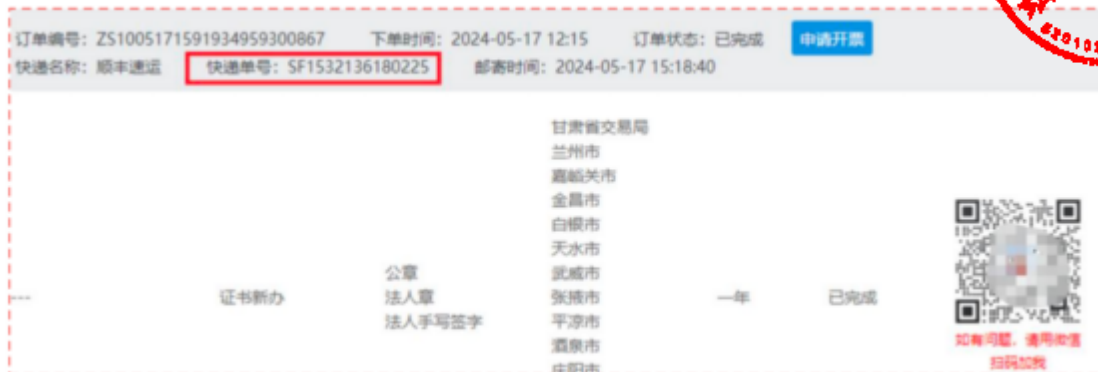 订单编号：ZS1005171591934959300867 下单时间：2024-05-17 12:15 订单状态：已完成 申请开票
快递名称：顺丰速运 快递单号：SF1532136180225 邮寄时间：2024-05-17 15:18:40
甘肃省交易局
兰州市
嘉峪关市
金昌市
白银市
天水市
武威市
张掖市
平凉市
酒泉市
庆阳市
---
证书新办
公章
法人章
法人手写签字
一年
已完成
如有问题，请用微信
扫码加我